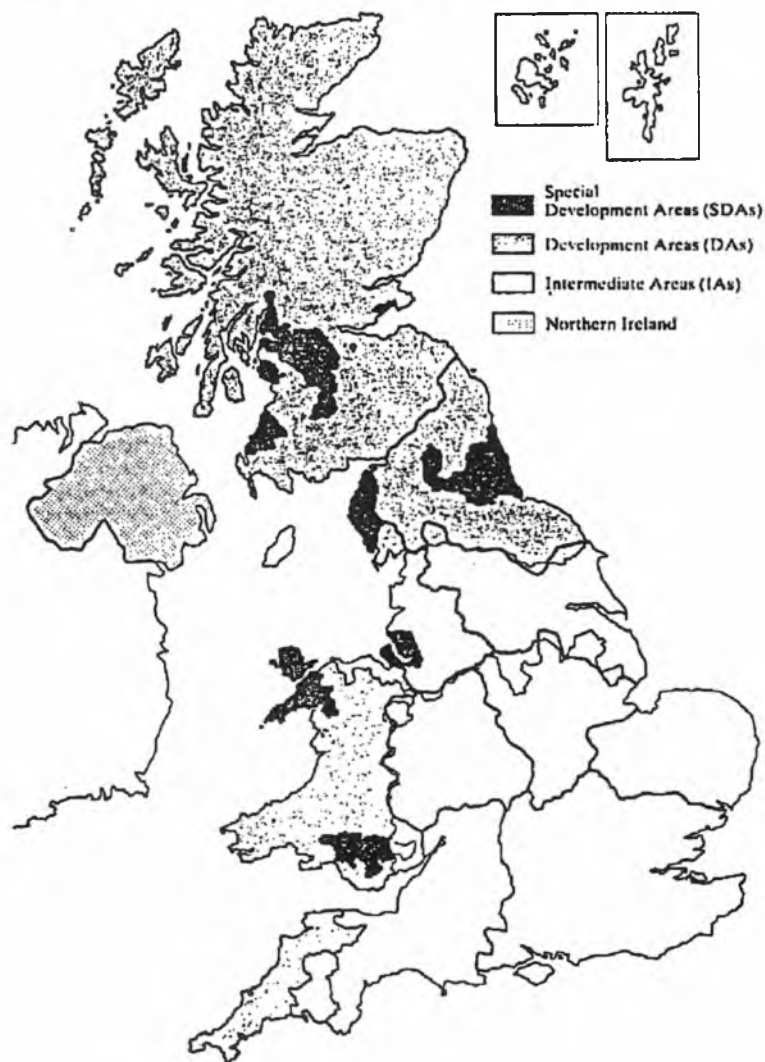 Special
Development Areas (SDAs)
Development Areas (DAs)
Intermediate Areas (IAs)
Northern Ireland